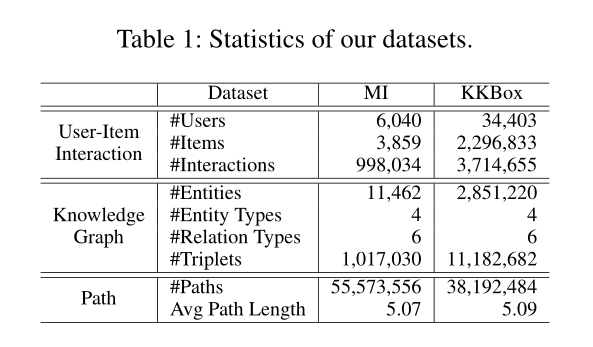 Table 1: Statistics of our datasets.
Dataset MI KKBox
User-Item Interaction
#Users 6,040 34,403
#Items 3,859 2,296,833
#Interactions 998,034 3,714,655
Knowledge Graph
#Entities 11,462 2,851,220
#Entity Types 4 4
#Relation Types 6 6
#Triplets 1,017,030 11,182,682
Path
#Paths 55,573,556 38,192,484
Avg Path Length 5.07 5.09